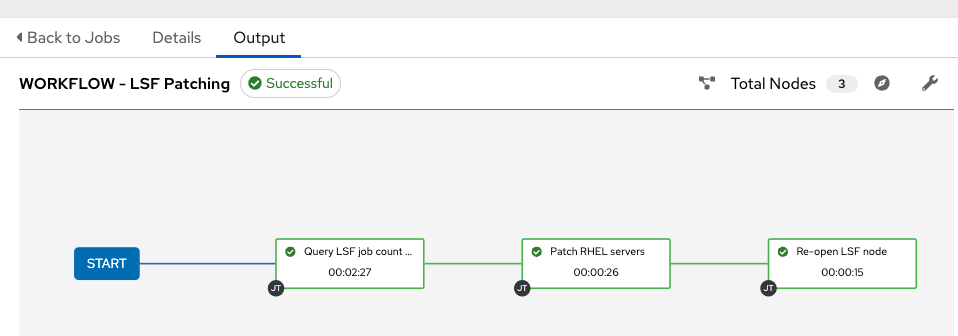 Back to Jobs Details Output
WORKFLOW - LSF Patching Successful Total Nodes 3
START
Query LSF job count ...
00:02:27
JT
Patch RHEL servers
00:00:26
JT
Re-open LSF node
00:00:15
JT